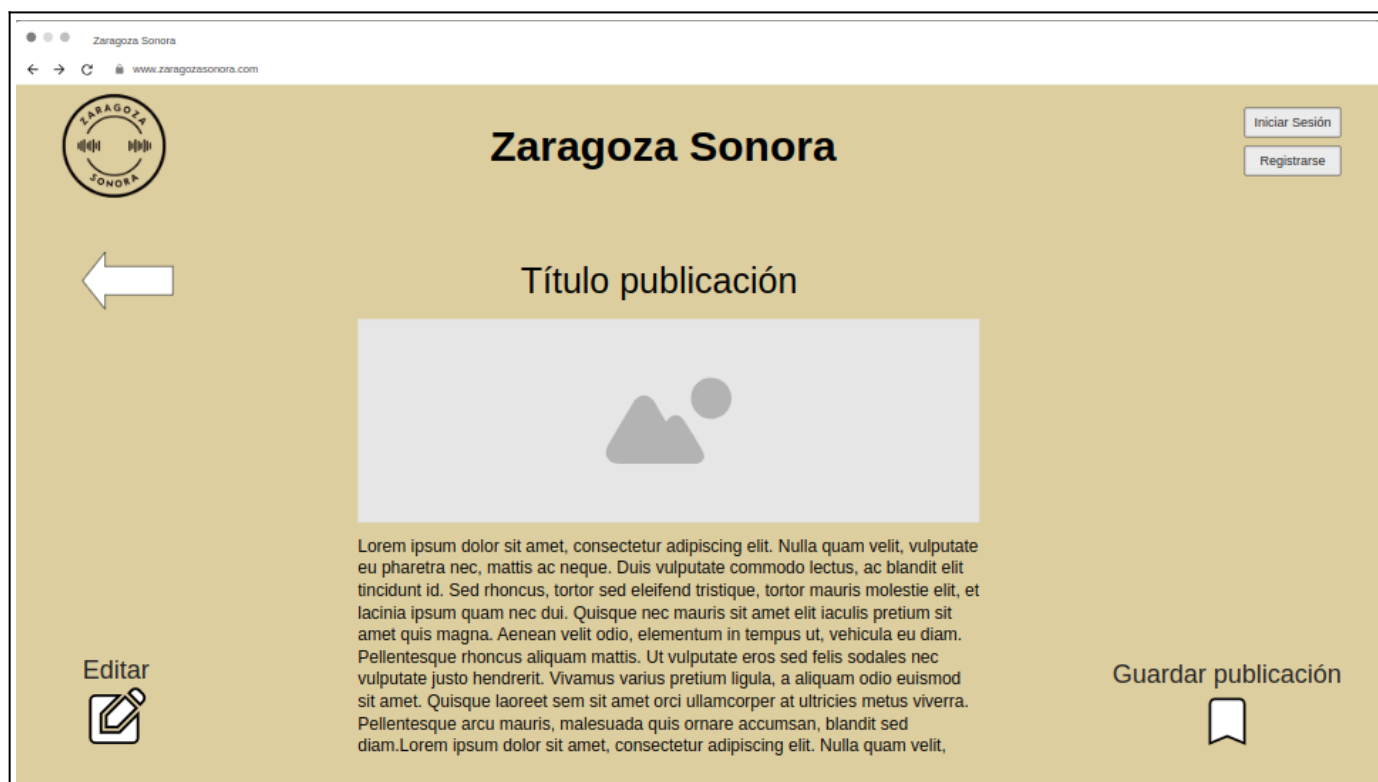 Zaragoza Sonora
www.zaragozasonora.com
ZARAGOZA
SONORA
Zaragoza Sonora
Iniciar Sesión
Registrarse
Título publicación
Lorem ipsum dolor sit amet, consectetur adipiscing elit. Nulla quam velit, vulputate
eu pharetra nec, mattis ac neque. Duis vulputate commodo lectus, ac blandit elit
tincidunt id. Sed rhoncus, tortor sed eleifend tristique, tortor mauris molestie elit, et
lacinia ipsum quam nec dui. Quisque nec mauris sit amet elit iaculis pretium sit
amet quis magna. Aenean velit odio, elementum in tempus ut, vehicula eu diam.
Pellentesque rhoncus aliquam mattis. Ut vulputate eros sed felis sodales nec
vulputate justo hendrerit. Vivamus varius pretium ligula, a aliquam odio euismod
sit amet. Quisque laoreet sem sit amet orci ullamcorper at ultricies metus viverra.
Pellentesque arcu mauris, malesuada quis ornare accumsan, blandit sed
diam.Lorem ipsum dolor sit amet, consectetur adipiscing elit. Nulla quam velit,
Editar
Guardar publicación